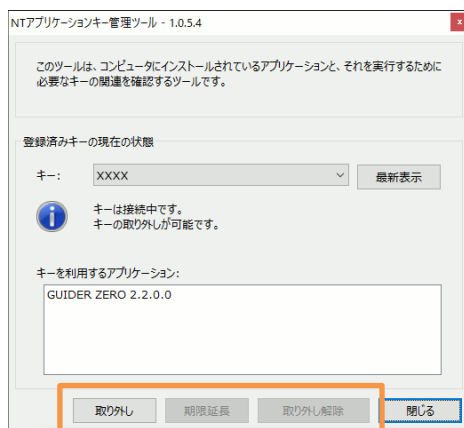 NTアプリケーションキー管理ツール - 1.0.5.4
x
このツールは、コンピュータにインストールされているアプリケーションと、それを実行するために
必要なキーの関連を確認するツールです。
登録済みキーの現在の状態
キー:
XXXX
最新表示
キーは接続中です。
キーの取り外しが可能です。
キーを利用するアプリケーション:
GUIDER ZERO 2.2.0.0
取り外し
期限延長
取り外し解除
閉じる